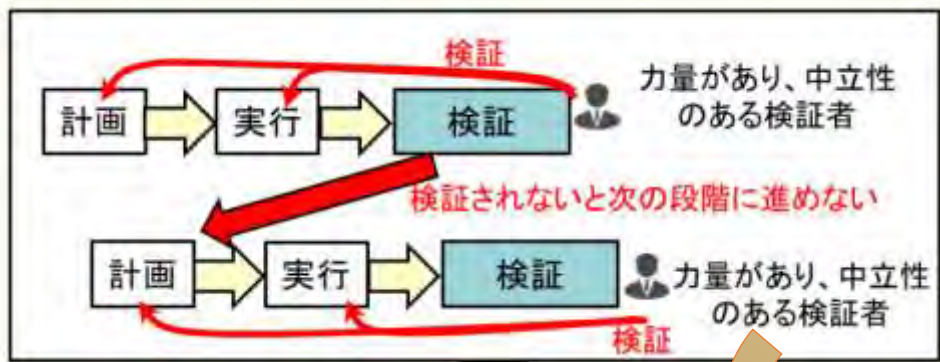 検証
力量があり、中立性
のある検証者
計画
実行
検証
検証されないと次の段階に進めない
計画
実行
検証
力量があり、中立性
のある検証者
検証